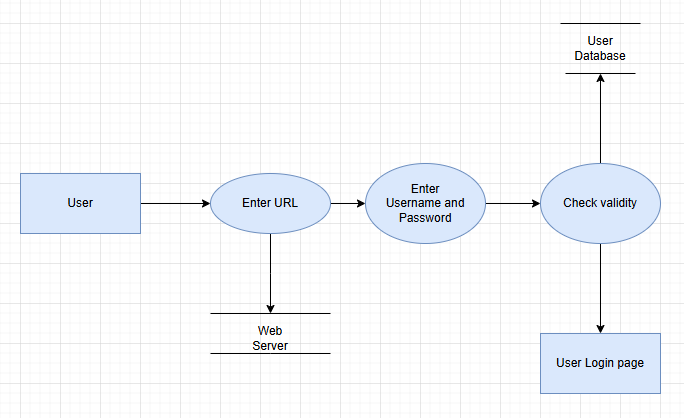 User
Database
User
Enter URL
Enter
Username and
Password
Check validity
Web
Server
User Login page